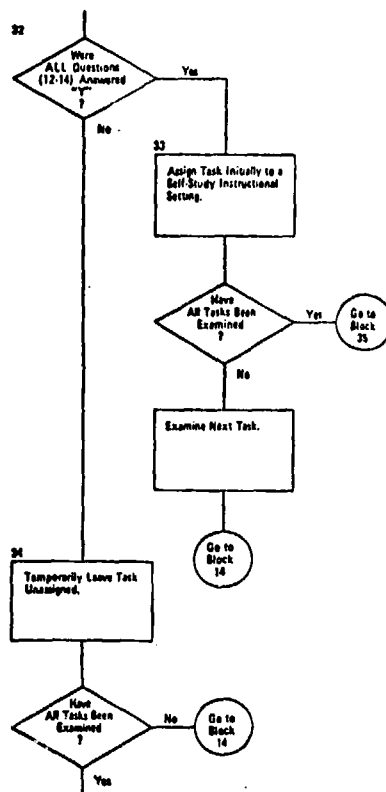 32
Were
ALL Questions
(12-14) Answered
"Y"
?
Yes
No
33
Assign Task Initially to a
Self-Study Instructional
Setting.
Have
All Tasks Been
Examined
?
Yes
Go to
Block
35
No
Examine Next Task.
Go to
Block
14
34
Temporarily Leave Task
Unassigned.
Have
All Tasks Been
Examined
?
No
Go to
Block
14
Yes